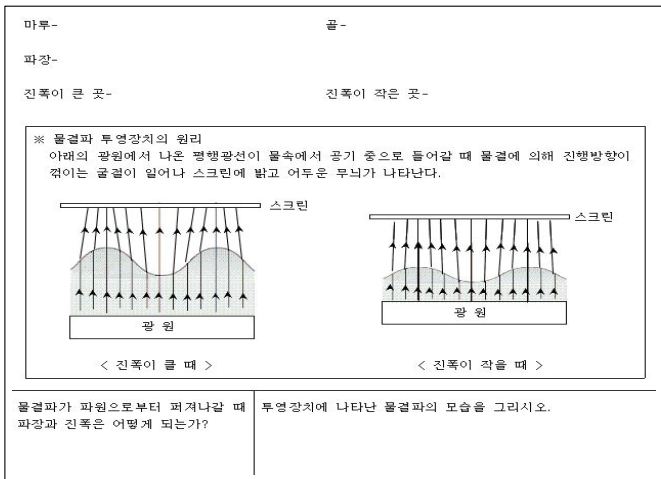 마루- 골-
파장-
진폭이 큰 곳- 진폭이 작은 곳-
※ 물결파 투영장치의 원리
아래의 광원에서 나온 평행광선이 물속에서 공기 중으로 들어갈 때 물결에 의해 진행방향이
꺾이는 굴절이 일어나 스크린에 밝고 어두운 무늬가 나타난다.
스크린
스크린
광 원
광 원
< 진폭이 클 때 > < 진폭이 작을 때 >
물결파가 파원으로부터 퍼져나갈 때
파장과 진폭은 어떻게 되는가?
투영장치에 나타난 물결파의 모습을 그리시오.